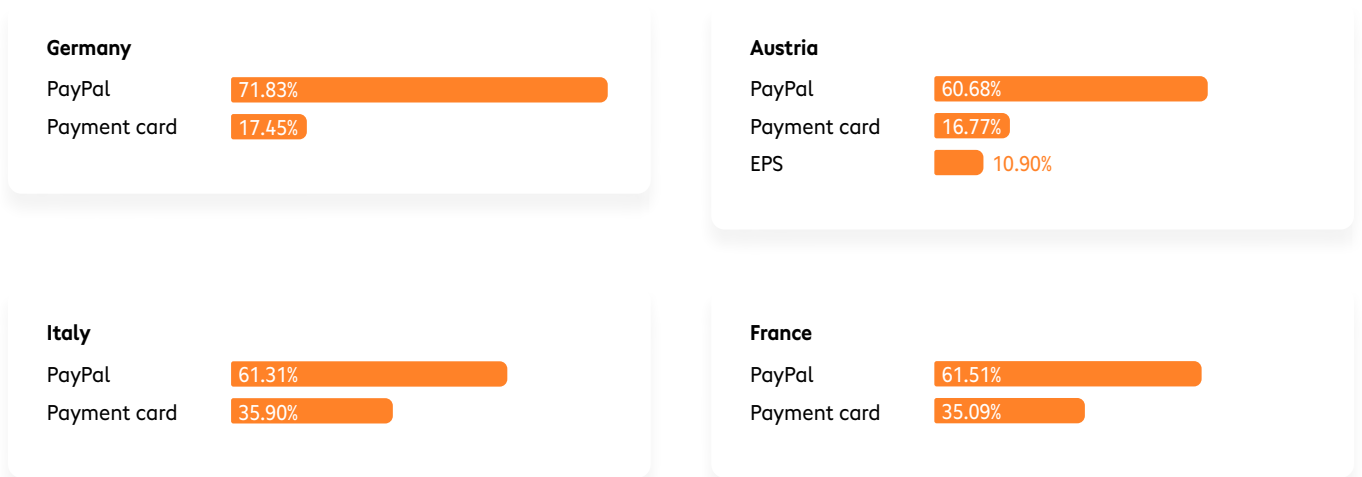 Germany
PayPal 71.83%
Payment card 17.45%
Austria
PayPal 60.68%
Payment card 16.77%
EPS 10.90%
Italy
PayPal 61.31%
Payment card 35.90%
France
PayPal 61.51%
Payment card 35.09%